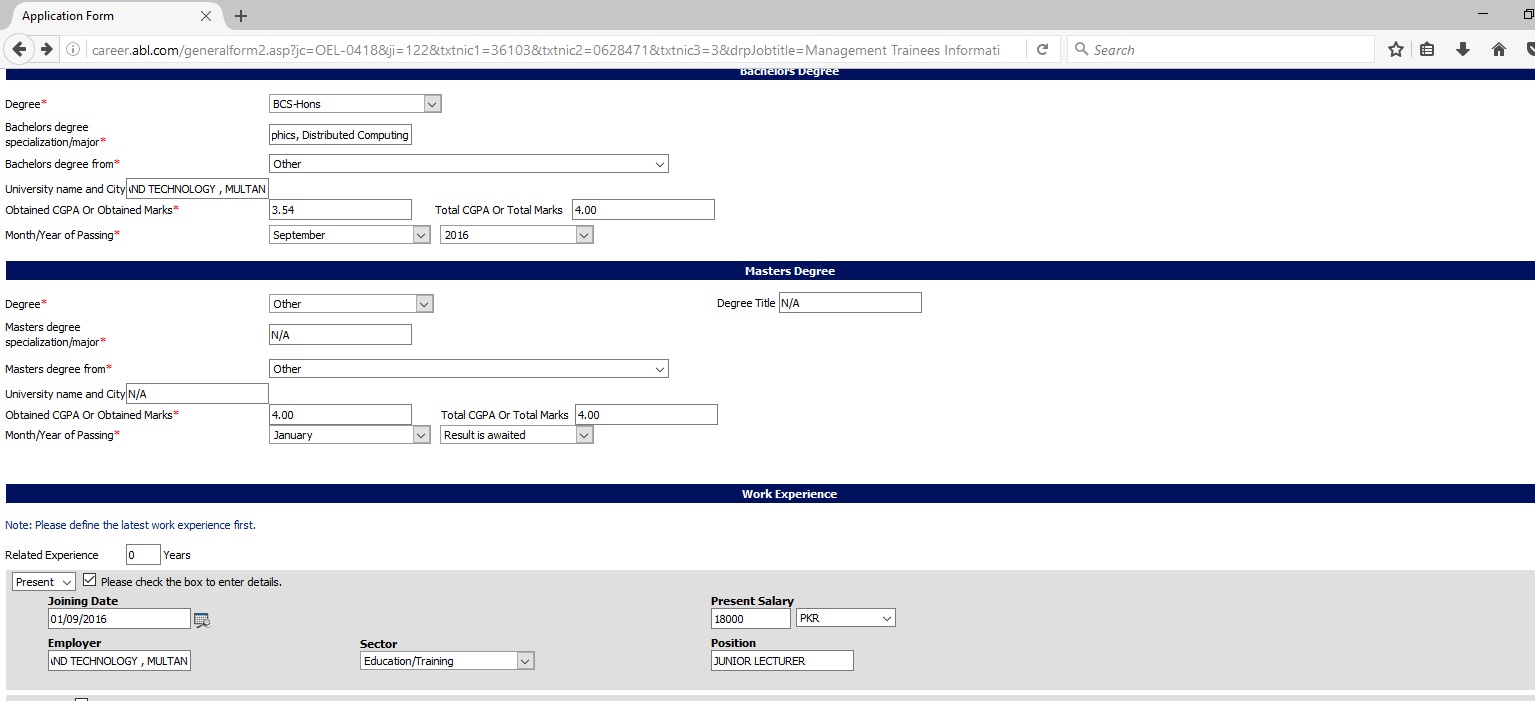 Application Form
career.abl.com/generalform2.asp?jc=OEL-0418&ji=122&txtnic1=36103&txtnic2=0628471&txtnic3=3&drpJobtitle=Management Trainees Informati
Search
Bachelors Degree
Degree* BCS-Hons
Bachelors degree
specialization/major* phics, Distributed Computing
Bachelors degree from* Other
University name and City AND TECHNOLOGY , MULTAN
Obtained CGPA Or Obtained Marks* 3.54 Total CGPA Or Total Marks 4.00
Month/Year of Passing* September 2016
Masters Degree
Degree* Other Degree Title N/A
Masters degree
specialization/major* N/A
Masters degree from* Other
University name and City N/A
Obtained CGPA Or Obtained Marks* 4.00 Total CGPA Or Total Marks 4.00
Month/Year of Passing* January Result is awaited
Work Experience
Note: Please define the latest work experience first.
Related Experience 0 Years
Present Please check the box to enter details.
Joining Date Present Salary
01/09/2016 18000 PKR
Employer Sector Position
AND TECHNOLOGY , MULTAN Education/Training JUNIOR LECTURER